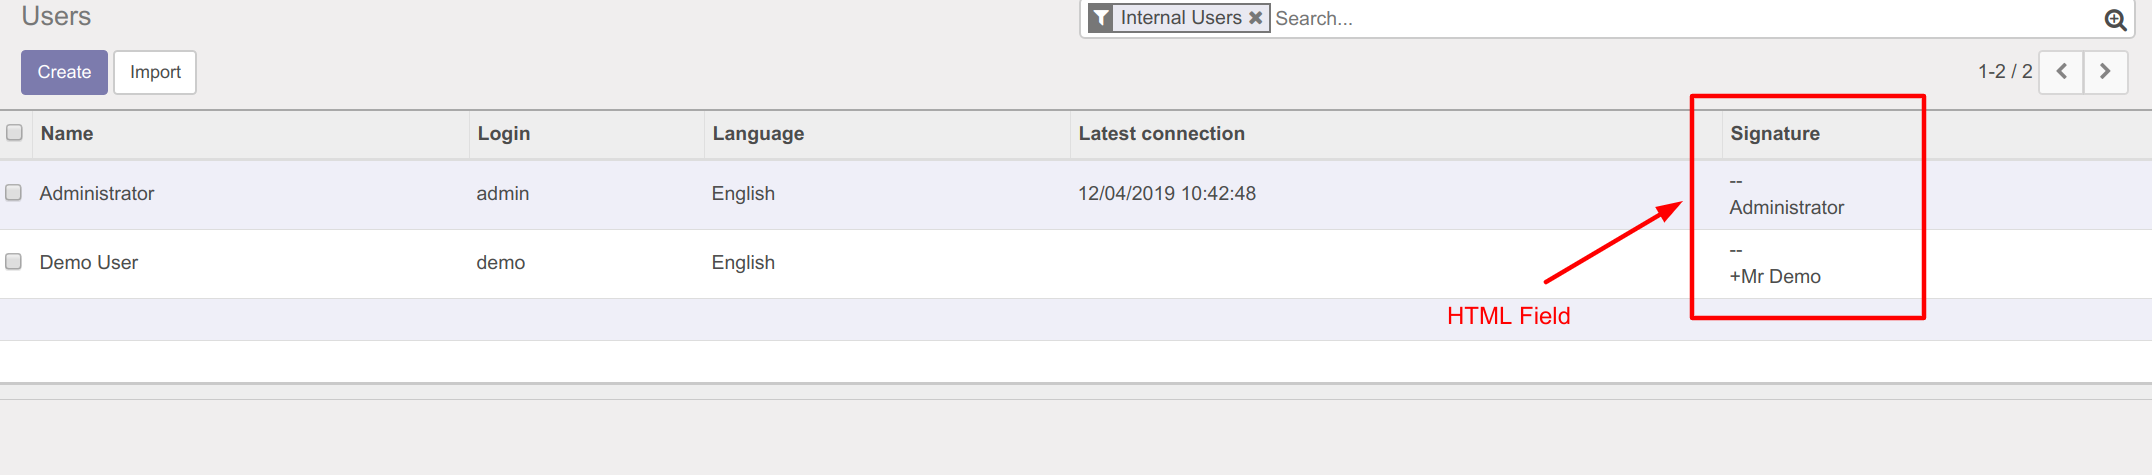 Users
Internal Users Search...
Create Import
1-2 / 2
Name Login Language Latest connection Signature
Administrator admin English 12/04/2019 10:42:48 --
Administrator
Demo User demo English --
+Mr Demo
HTML Field